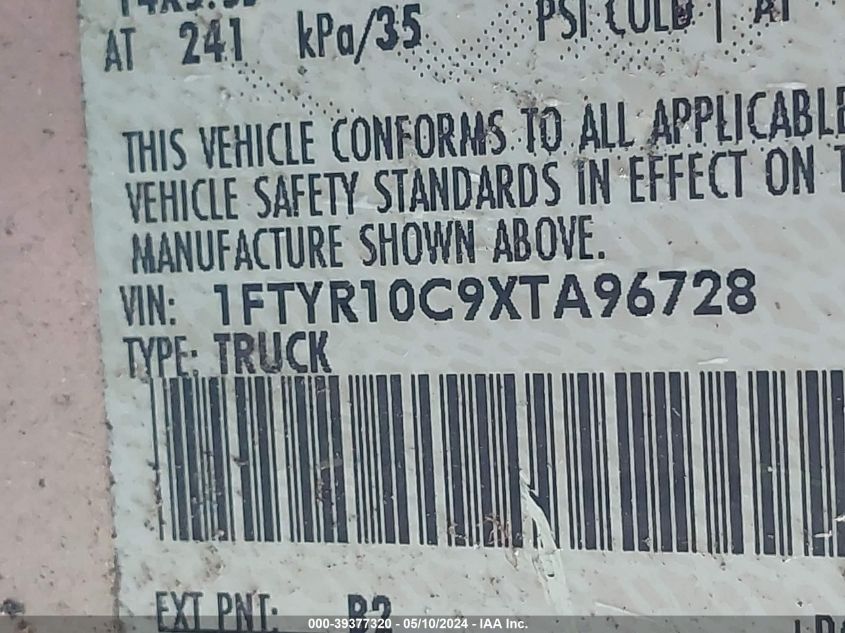 AT 241 kPa/35 PSI COLD | AT
THIS VEHICLE CONFORMS TO ALL APPLICABLE
VEHICLE SAFETY STANDARDS IN EFFECT ON
MANUFACTURE SHOWN ABOVE.
VIN: 1FTYR10C9XTA96728
TYPE: TRUCK
EXT PNT: B2
000-39377320 - 05/10/2024 - IAA Inc.